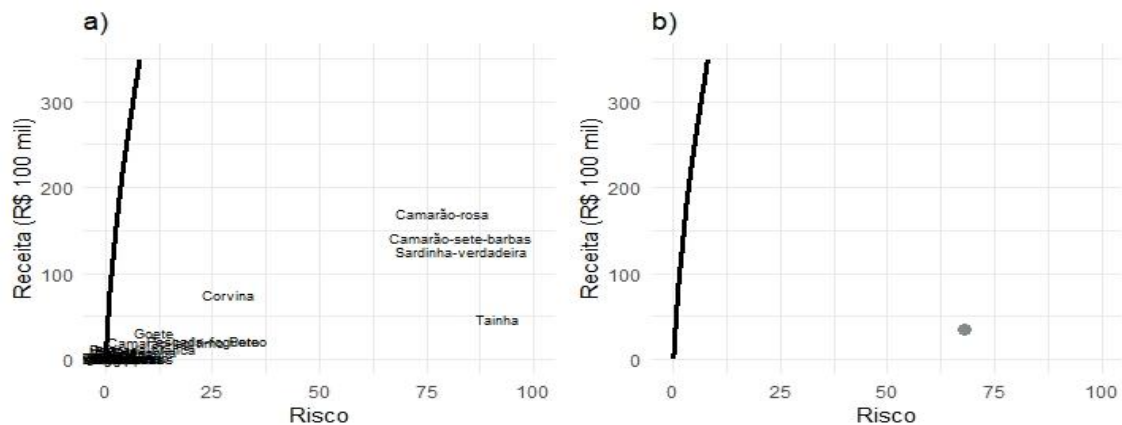 a)
Receita (R$ 100 mil)
300
200
100
0
Camarão-rosa
Camarão-sete-barbas
Sardinha-verdadeira
Corvina
Tainha
Goete
0 25 50 75 100
Risco
b)
Receita (R$ 100 mil)
300
200
100
0
0 25 50 75 100
Risco